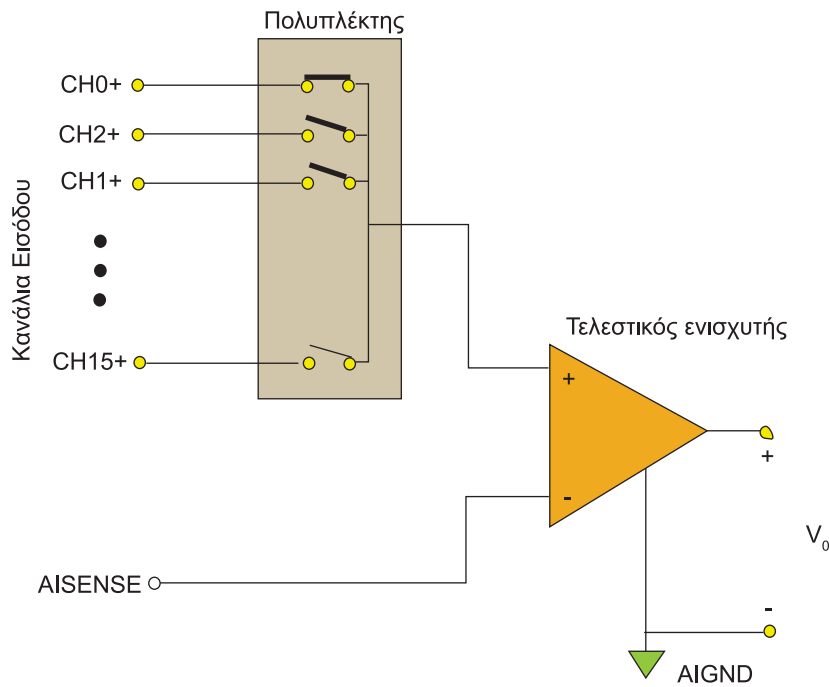 Πολυπλέκτης
CH0+
CH2+
CH1+
Κανάλια Εισόδου
CH15+
Τελεστικός ενισχυτής
+
-
+
V₀
-
AISENSE
AIGND